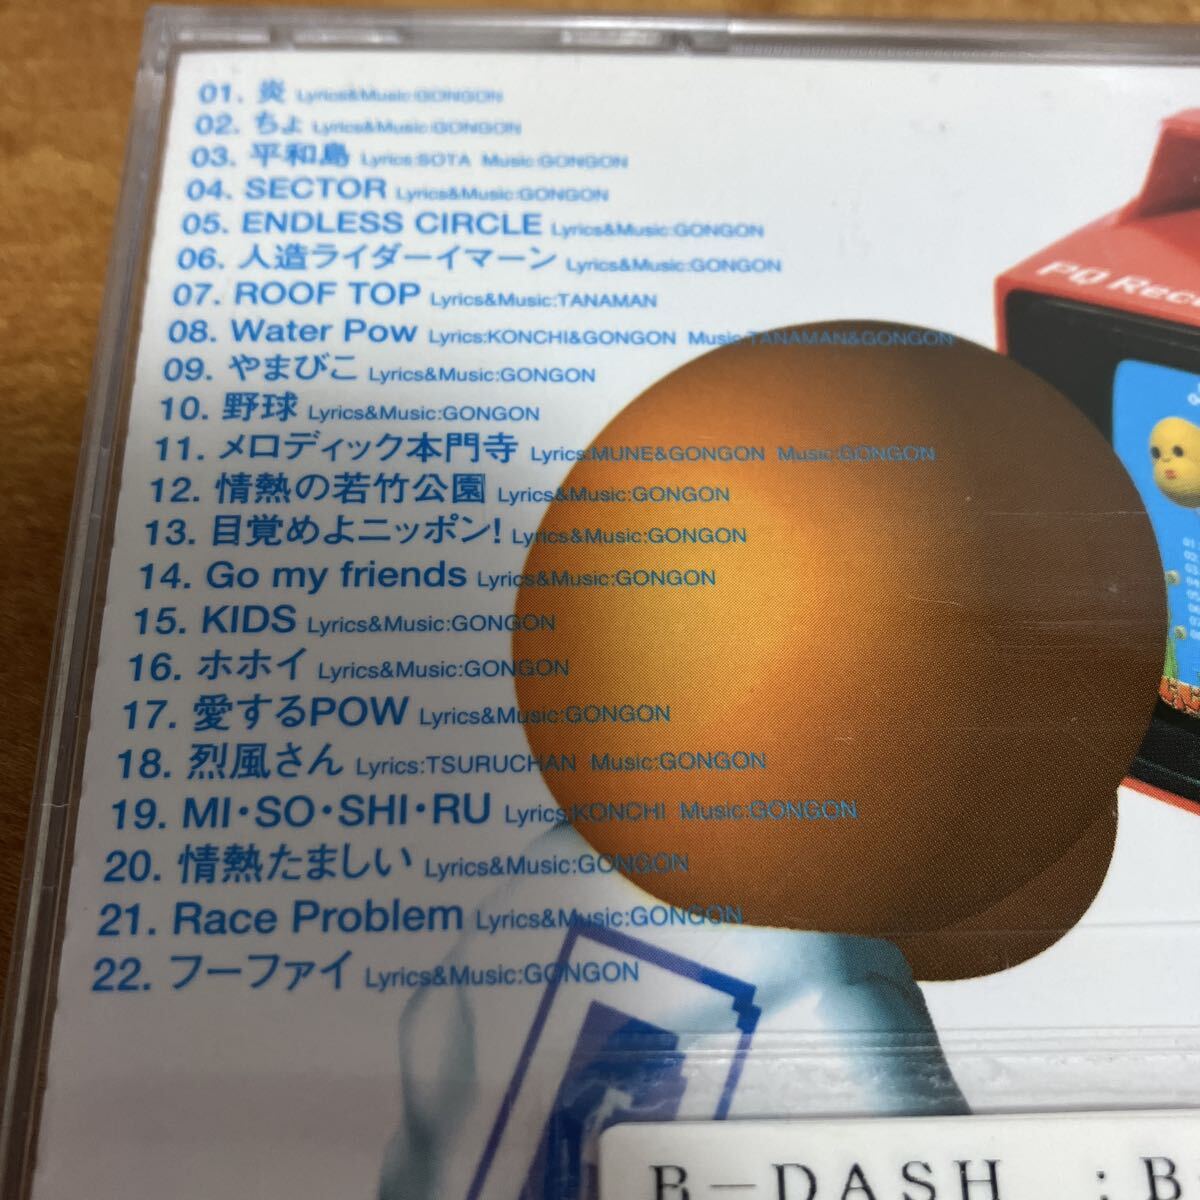 01. 炎 Lyrics&Music:GONGON
02. ちょ Lyrics&Music:GONGON
03. 平和島 Lyrics:SOTA Music:GONGON
04. SECTOR Lyrics&Music:GONGON
05. ENDLESS CIRCLE Lyrics&Music:GONGON
06. 人造ライダーイマーン Lyrics&Music:GONGON
07. ROOF TOP Lyrics&Music:TANAMAN
08. Water Pow Lyrics:KONCHI&GONGON Music:TANAMAN&GONGON
09. やまびこ Lyrics&Music:GONGON
10. 野球 Lyrics&Music:GONGON
11. メロディック本門寺 Lyrics:MUNE&GONGON Music:GONGON
12. 情熱の若竹公園 Lyrics&Music:GONGON
13. 目覚めよニッポン! Lyrics&Music:GONGON
14. Go my friends Lyrics&Music:GONGON
15. KIDS Lyrics&Music:GONGON
16. ホホイ Lyrics&Music:GONGON
17. 愛するPOW Lyrics&Music:GONGON
18. 烈風さん Lyrics:TSURUCHAN Music:GONGON
19. MI・SO・SHI・RU Lyrics:KONCHI Music:GONGON
20. 情熱たましい Lyrics&Music:GONGON
21. Race Problem Lyrics&Music:GONGON
22. フーファイ Lyrics&Music:GONGON
PQ Rec
B-DASH : B